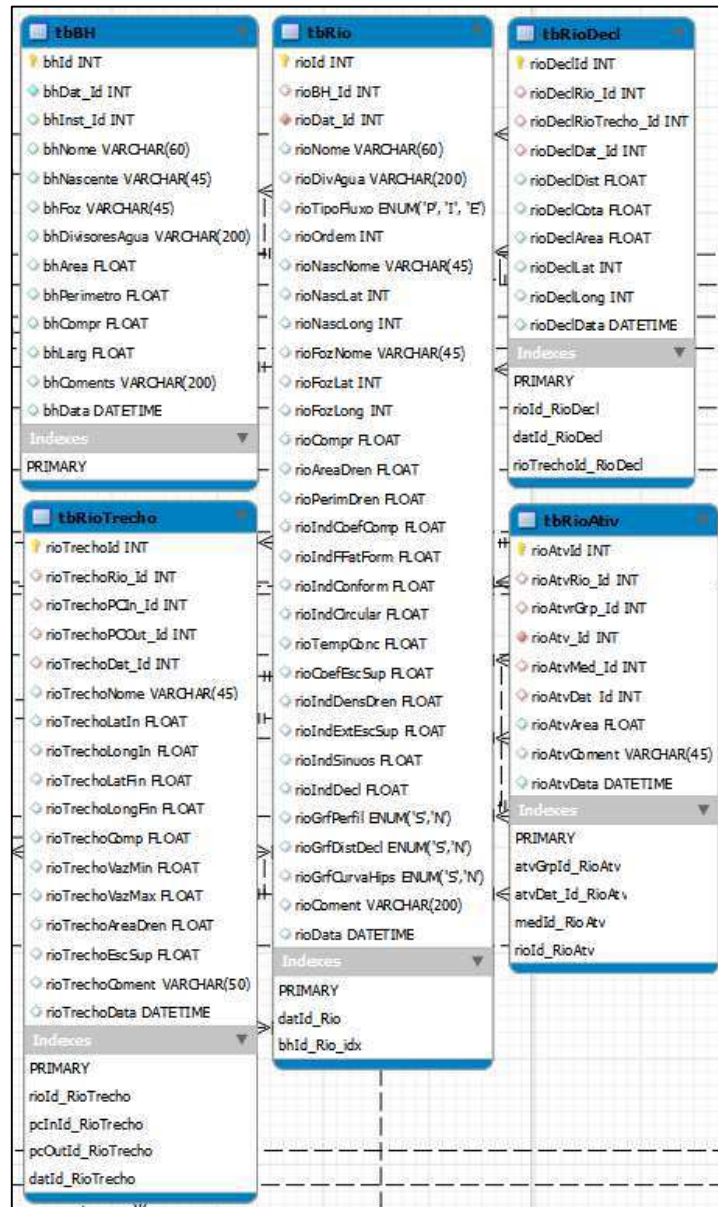 tbBH
bhId INT
bhDat_Id INT
bhInst_Id INT
bhNome VARCHAR(60)
bhNascente VARCHAR(45)
bhFoz VARCHAR(45)
bhDivisoresAgua VARCHAR(200)
bhArea FLOAT
bhPerimetro FLOAT
bhCompr FLOAT
bhLarg FLOAT
bhComents VARCHAR(200)
bhData DATETIME
Indexes
PRIMARY
tbRio
rioId INT
rioBH_Id INT
rioDat_Id INT
rioNome VARCHAR(60)
rioDivAgua VARCHAR(200)
rioTipoFluxo ENUM('P', 'I', 'E')
rioOrdem INT
rioNascNome VARCHAR(45)
rioNascLat INT
rioNascLong INT
rioFozNome VARCHAR(45)
rioFozLat INT
rioFozLong INT
rioCompr FLOAT
rioAreaDren FLOAT
rioPerimDren FLOAT
rioIndCoefComp FLOAT
rioIndFFatForm FLOAT
rioIndConform FLOAT
rioIndCircular FLOAT
rioTempConc FLOAT
rioCoefEscSup FLOAT
rioIndDensDren FLOAT
rioIndExtEscSup FLOAT
rioIndSinuos FLOAT
rioIndDecl FLOAT
rioGrfPerfil ENUM('S','N')
rioGrfDistDecl ENUM('S','N')
rioGrfCurvaHips ENUM('S','N')
rioComent VARCHAR(200)
rioData DATETIME
Indexes
PRIMARY
datId_Rio
bhId_Rio_idx
tbRioDecl
rioDeclId INT
rioDeclRio_Id INT
rioDeclRioTrecho_Id INT
rioDeclDat_Id INT
rioDeclDist FLOAT
rioDeclCota FLOAT
rioDeclArea FLOAT
rioDeclLat INT
rioDeclLong INT
rioDeclData DATETIME
Indexes
PRIMARY
rioId_RioDecl
datId_RioDecl
rioTrechoId_RioDecl
tbRioTrecho
rioTrechoId INT
rioTrechoRio_Id INT
rioTrechoPCIn_Id INT
rioTrechoPCOut_Id INT
rioTrechoDat_Id INT
rioTrechoNome VARCHAR(45)
rioTrechoLatIn FLOAT
rioTrechoLongIn FLOAT
rioTrechoLatFin FLOAT
rioTrechoLongFin FLOAT
rioTrechoComp FLOAT
rioTrechoVazMin FLOAT
rioTrechoVazMax FLOAT
rioTrechoAreaDren FLOAT
rioTrechoEscSup FLOAT
rioTrechoComent VARCHAR(50)
rioTrechoData DATETIME
Indexes
PRIMARY
rioId_RioTrecho
pcInId_RioTrecho
pcOutId_RioTrecho
datId_RioTrecho
tbRioAtiv
rioAtvId INT
rioAtvRio_Id INT
rioAtvrGrp_Id INT
rioAtv_Id INT
rioAtvMed_Id INT
rioAtvDat_Id INT
rioAtvArea FLOAT
rioAtvComent VARCHAR(45)
rioAtvData DATETIME
Indexes
PRIMARY
atvGrpId_RioAtv
atvDat_Id_RioAtv
medId_RioAtv
rioId_RioAtv